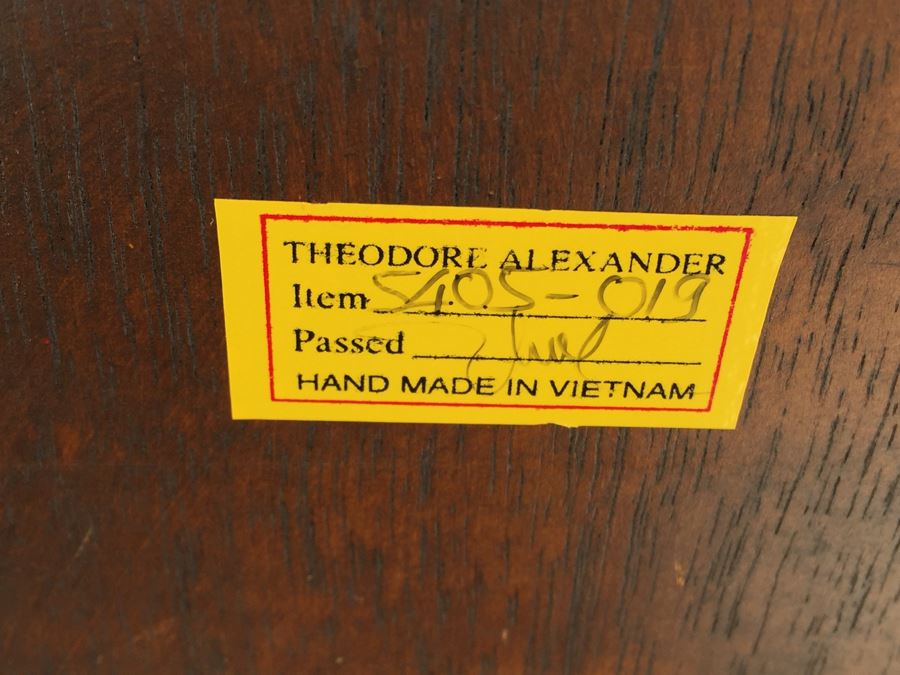 THEODORE ALEXANDER
Item 5405-019
Passed
HAND MADE IN VIETNAM